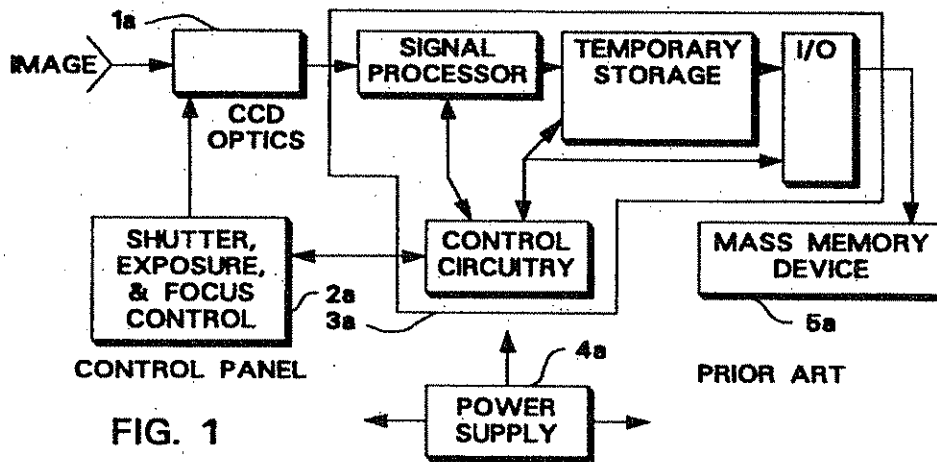 1a
IMAGE
CCD
OPTICS
SIGNAL
PROCESSOR
TEMPORARY
STORAGE
I/O
SHUTTER,
EXPOSURE,
& FOCUS
CONTROL
2a
3a
CONTROL PANEL
CONTROL
CIRCUITRY
MASS MEMORY
DEVICE
5a
4a
POWER
SUPPLY
PRIOR ART
FIG. 1